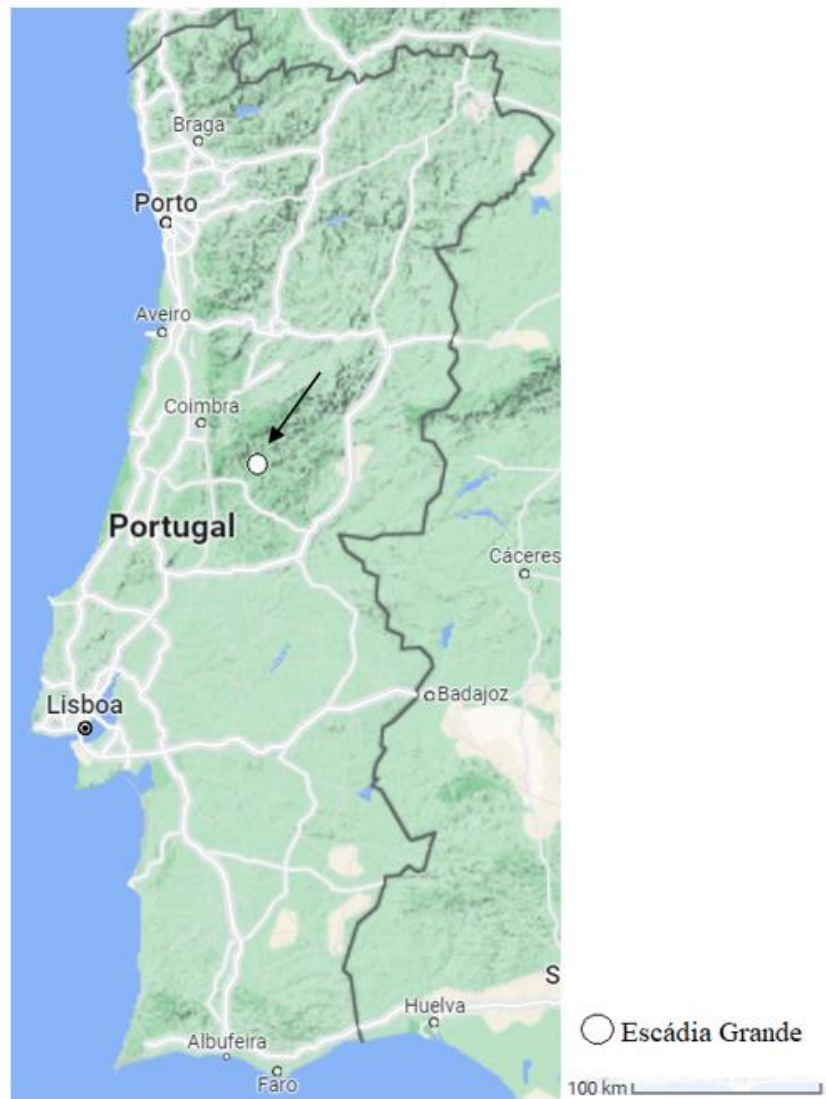 Braga
Porto
Aveiro
Coimbra
Portugal
Cáceres
Lisboa
Badajoz
S
Huelva
Albufeira
Faro
Escádia Grande
100 km